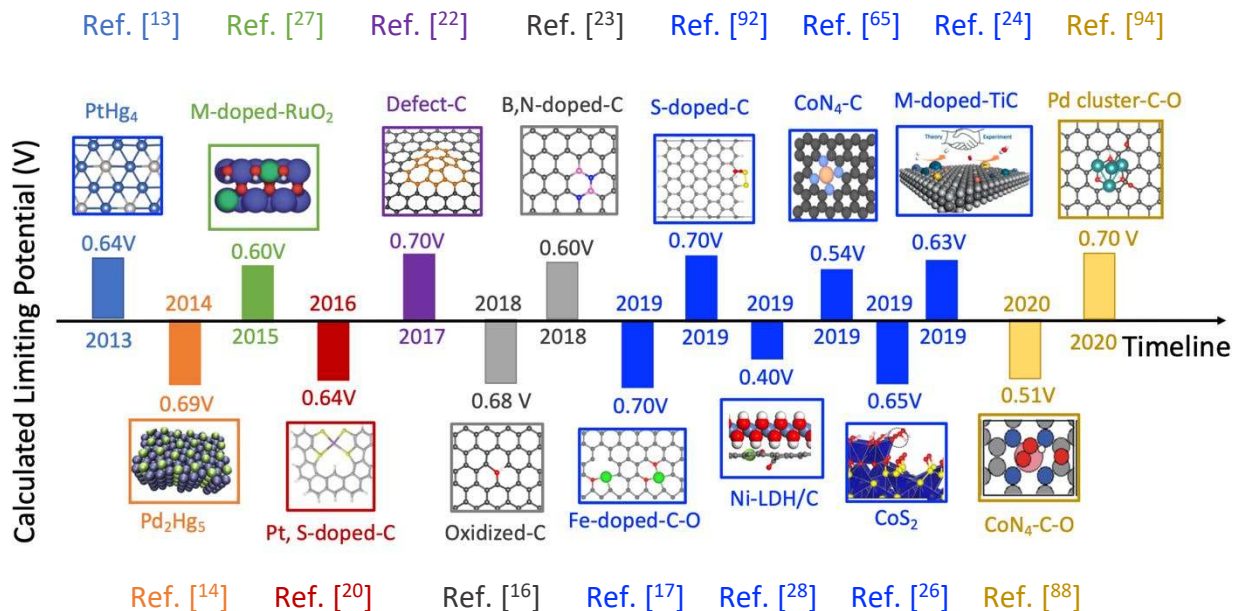 Ref. [13] Ref. [27] Ref. [22] Ref. [23] Ref. [92] Ref. [65] Ref. [24] Ref. [94]
PtHg4 M-doped-RuO2 Defect-C B,N-doped-C S-doped-C CoN4-C M-doped-TiC Pd cluster-C-O
Theory Experiment
0.64V 0.60V 0.70V 0.60V 0.70V 0.54V 0.63V 0.70 V
2014 2016 2018 2019 2019 2019 2020
2013 2015 2017 2018 2019 2019 2019 2020 Timeline
0.69V 0.64V 0.68 V 0.70V 0.40V 0.65V 0.51V
Pd2Hg5 Pt, S-doped-C Oxidized-C Fe-doped-C-O Ni-LDH/C CoS2 CoN4-C-O
Calculated Limiting Potential (V)
Ref. [14] Ref. [20] Ref. [16] Ref. [17] Ref. [28] Ref. [26] Ref. [88]